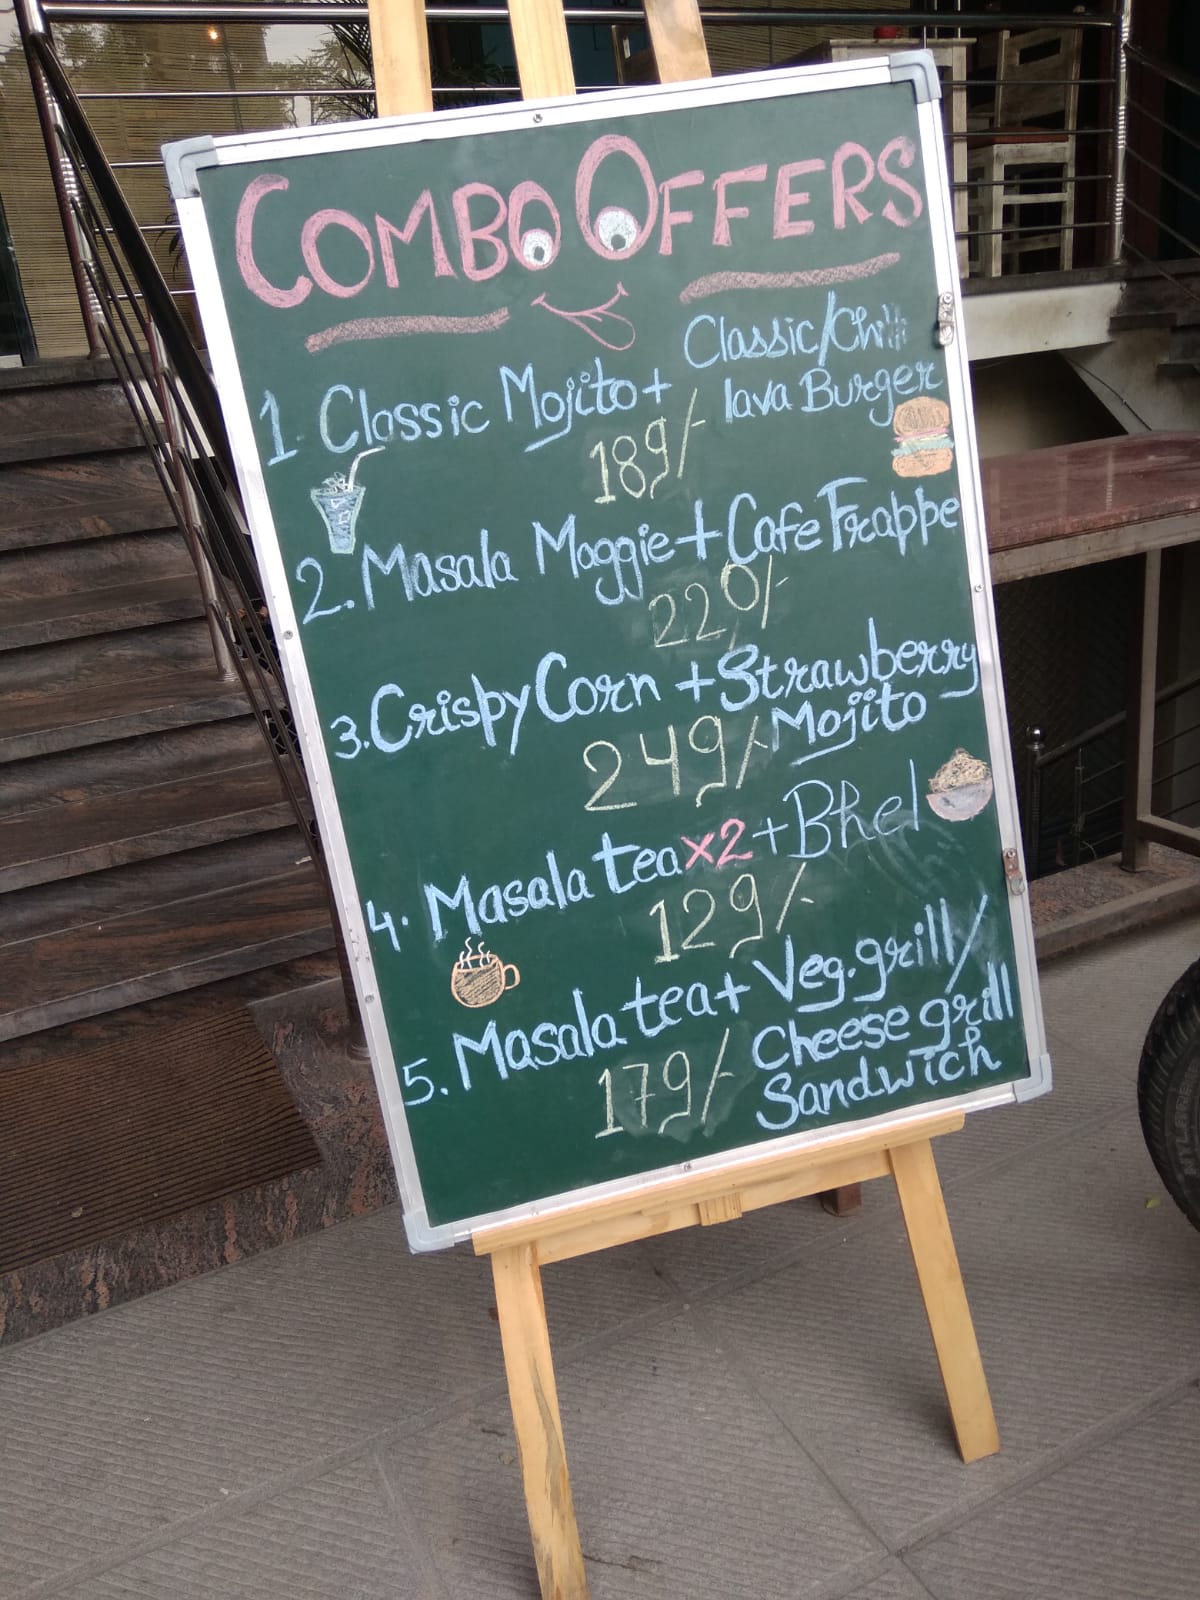 COMBO OFFERS
1. Classic Mojito + Classic/Chilli
lava Burger
189/-
2. Masala Maggie + Cafe Frappe
220/-
3. Crispy Corn + Strawberry
Mojito
249/-
4. Masala tea x2 + Bhel
129/-
5. Masala tea + Veg. grill/
Cheese grill
Sandwich
179/-